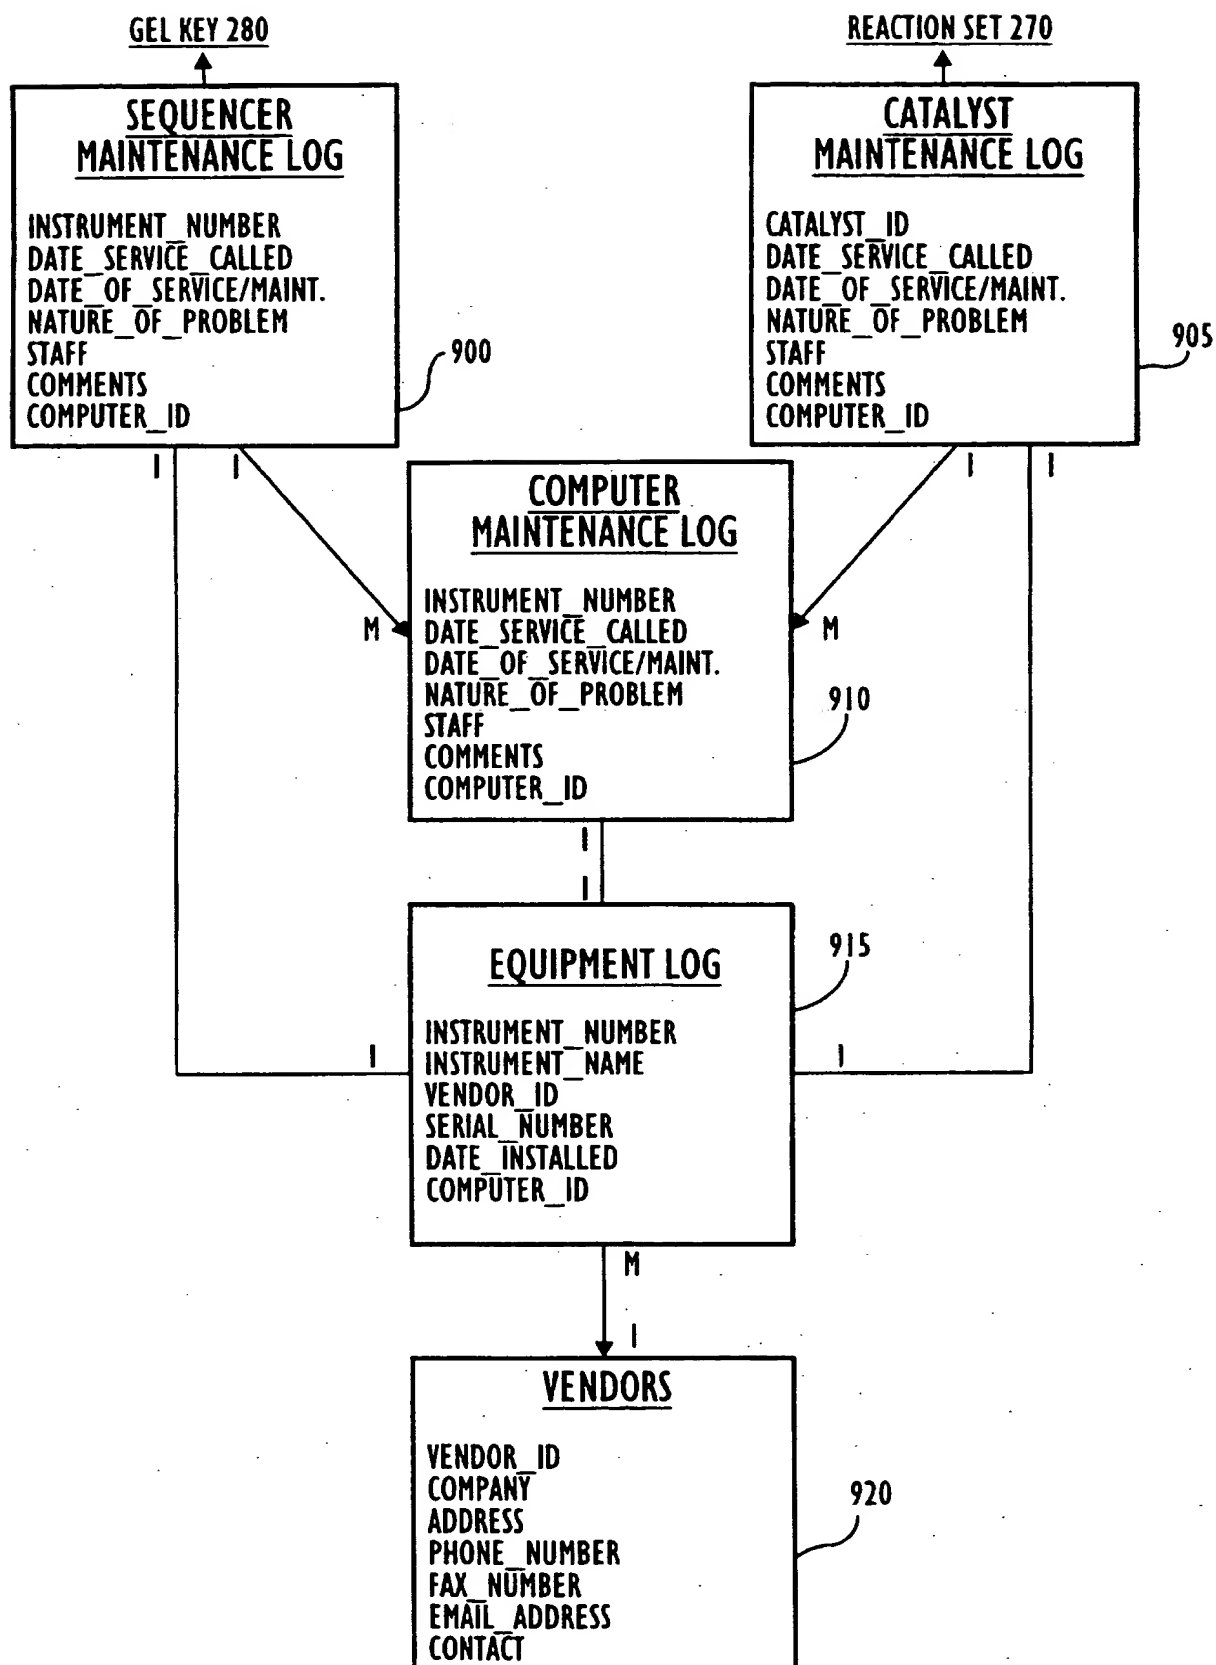 GEL KEY 280
REACTION SET 270
SEQUENCER
MAINTENANCE LOG
INSTRUMENT_NUMBER
DATE_SERVICE_CALLED
DATE_OF_SERVICE/MAINT.
NATURE_OF_PROBLEM
STAFF
COMMENTS
COMPUTER_ID
900
CATALYST
MAINTENANCE LOG
CATALYST_ID
DATE_SERVICE_CALLED
DATE_OF_SERVICE/MAINT.
NATURE_OF_PROBLEM
STAFF
COMMENTS
COMPUTER_ID
905
1 1
1 1
COMPUTER
MAINTENANCE LOG
INSTRUMENT_NUMBER
DATE_SERVICE_CALLED
DATE_OF_SERVICE/MAINT.
NATURE_OF_PROBLEM
STAFF
COMMENTS
COMPUTER_ID
M
M
910
1
1
EQUIPMENT LOG
INSTRUMENT_NUMBER
INSTRUMENT_NAME
VENDOR_ID
SERIAL_NUMBER
DATE_INSTALLED
COMPUTER_ID
915
1
1
M
1
VENDORS
VENDOR_ID
COMPANY
ADDRESS
PHONE_NUMBER
FAX_NUMBER
EMAIL_ADDRESS
CONTACT
920